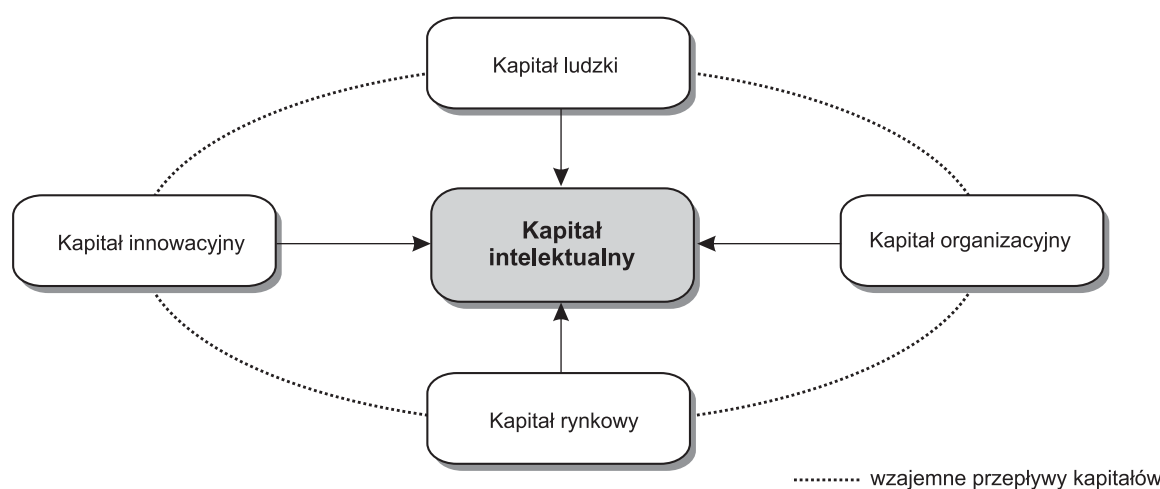 Kapitał ludzki
Kapitał innowacyjny
Kapitał
intelektualny
Kapitał organizacyjny
Kapitał rynkowy
wzajemne przepływy kapitałów